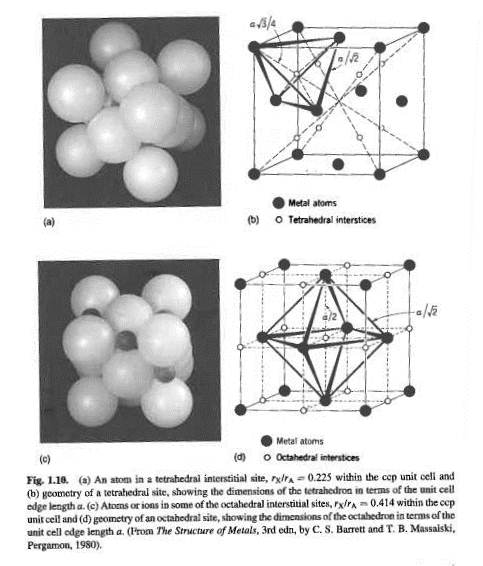 a√3/4
a/√2
Metal atoms
(a)
(b)
Tetrahedral interstices
a/2
a/√2
Metal atoms
(c)
(d)
Octahedral interstices
Fig. 1.10. (a) An atom in a tetrahedral interstitial site, rX/rA = 0.225 within the ccp unit cell and
(b) geometry of a tetrahedral site, showing the dimensions of the tetrahedron in terms of the unit cell
edge length a. (c) Atoms or ions in some of the octahedral interstitial sites, rX/rA = 0.414 within the ccp
unit cell and (d) geometry of an octahedral site, showing the dimensions of the octahedron in terms of the
unit cell edge length a. (From The Structure of Metals, 3rd edn, by C. S. Barrett and T. B. Massalski,
Pergamon, 1980).